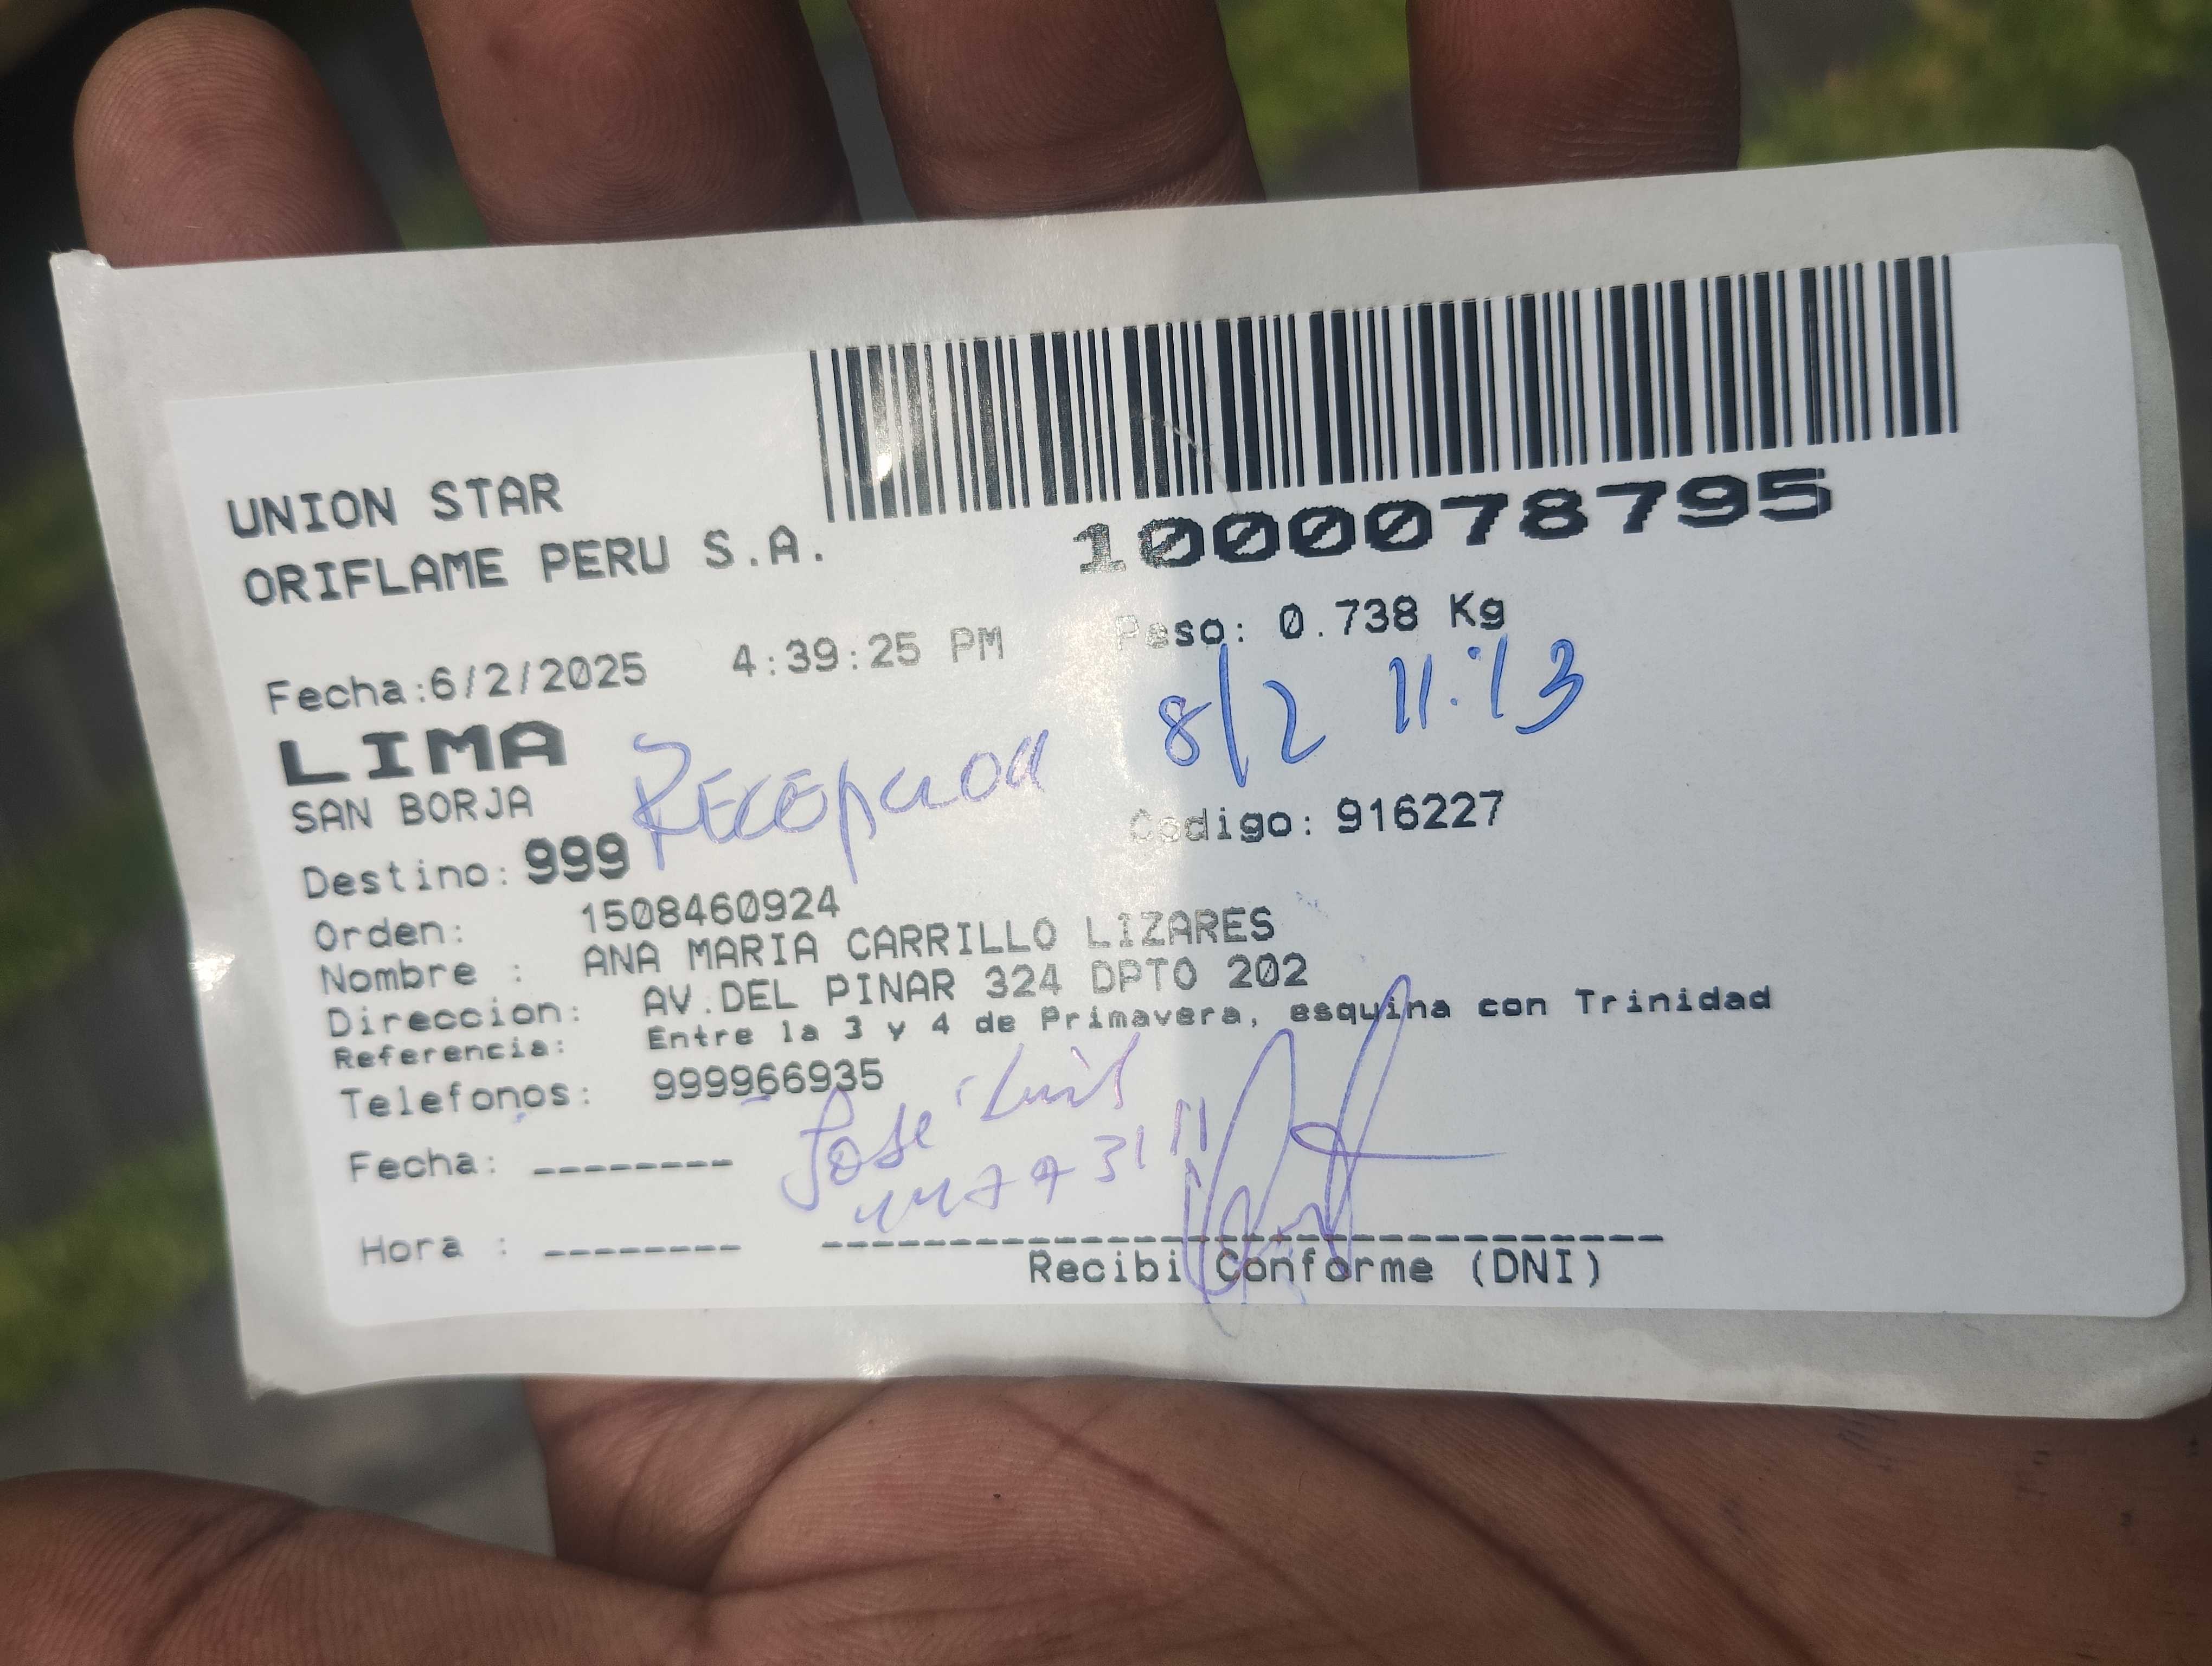 UNION STAR
ORIFLAME PERU S.A.
1000078795
Fecha:6/2/2025 4:39:25 PM Peso: 0.738 Kg
8/2 11:13
LIMA
Recepcion
SAN BORJA
Codigo: 916227
Destino: 999
Orden: 1508460924
Nombre : ANA MARIA CARRILLO LIZARES
Direccion: AV.DEL PINAR 324 DPTO 202
Referencia: Entre la 3 y 4 de Primavera, esquina con Trinidad
Telefonos: 999966935
José Luis
Fecha: --------
Hora : --------
Recibi Conforme (DNI)